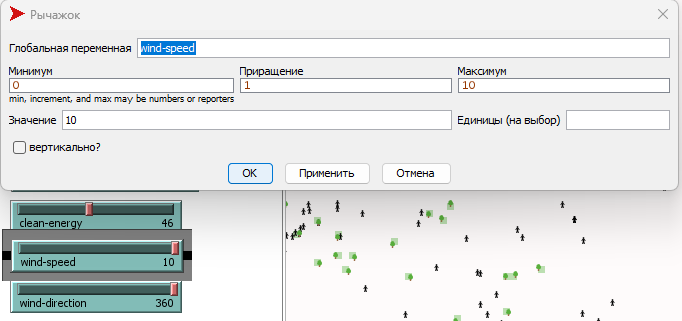 Рычажок
Глобальная переменная wind-speed
Минимум Приращение Максимум
0 1 10
min, increment, and max may be numbers or reporters
Значение 10 Единицы (на выбор)
вертикально?
OK Применить Отмена
clean-energy 46
wind-speed 10
wind-direction 360